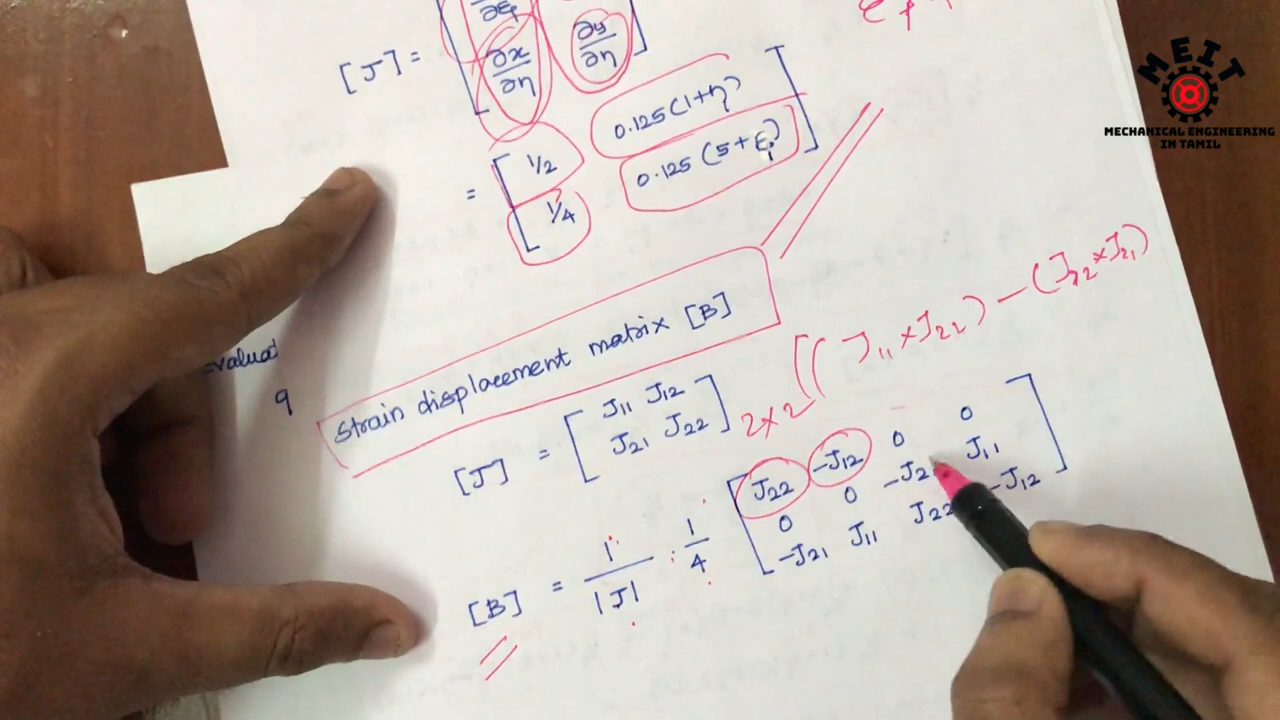 ∂ξ
[J] = ∂x/∂η ∂y/∂η
= [ 1/2 0.125(1+η)
1/4 0.125(5+ξ) ]
Strain displacement matrix [B]
[J] = [ J11 J12
J21 J22 ]
2×2 [(J11×J22) − (J12×J21)
[B] = 1/|J| · 1/4 [ J22 -J12 0 0
0 0 -J2 J11
-J21 J11 J22 -J12 ]
9
MEIT
MECHANICAL ENGINEERING
IN TAMIL